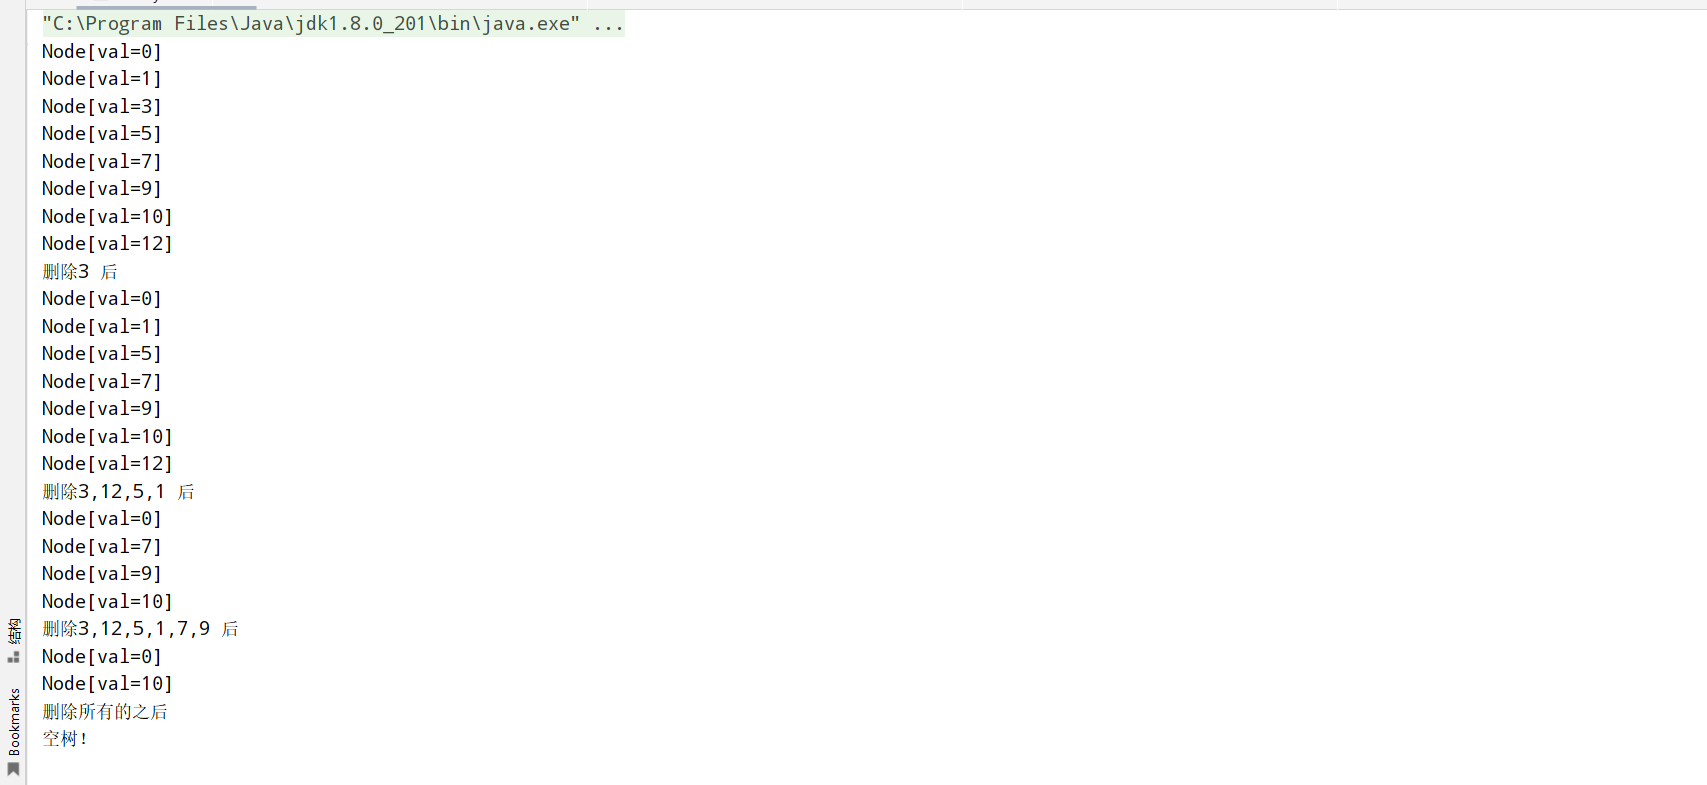 "C:\Program Files\Java\jdk1.8.0_201\bin\java.exe" ...
Node[val=0]
Node[val=1]
Node[val=3]
Node[val=5]
Node[val=7]
Node[val=9]
Node[val=10]
Node[val=12]
删除3 后
Node[val=0]
Node[val=1]
Node[val=5]
Node[val=7]
Node[val=9]
Node[val=10]
Node[val=12]
删除3,12,5,1 后
Node[val=0]
Node[val=7]
Node[val=9]
Node[val=10]
删除3,12,5,1,7,9 后
Node[val=0]
Node[val=10]
删除所有的之后
空树!
结构
Bookmarks